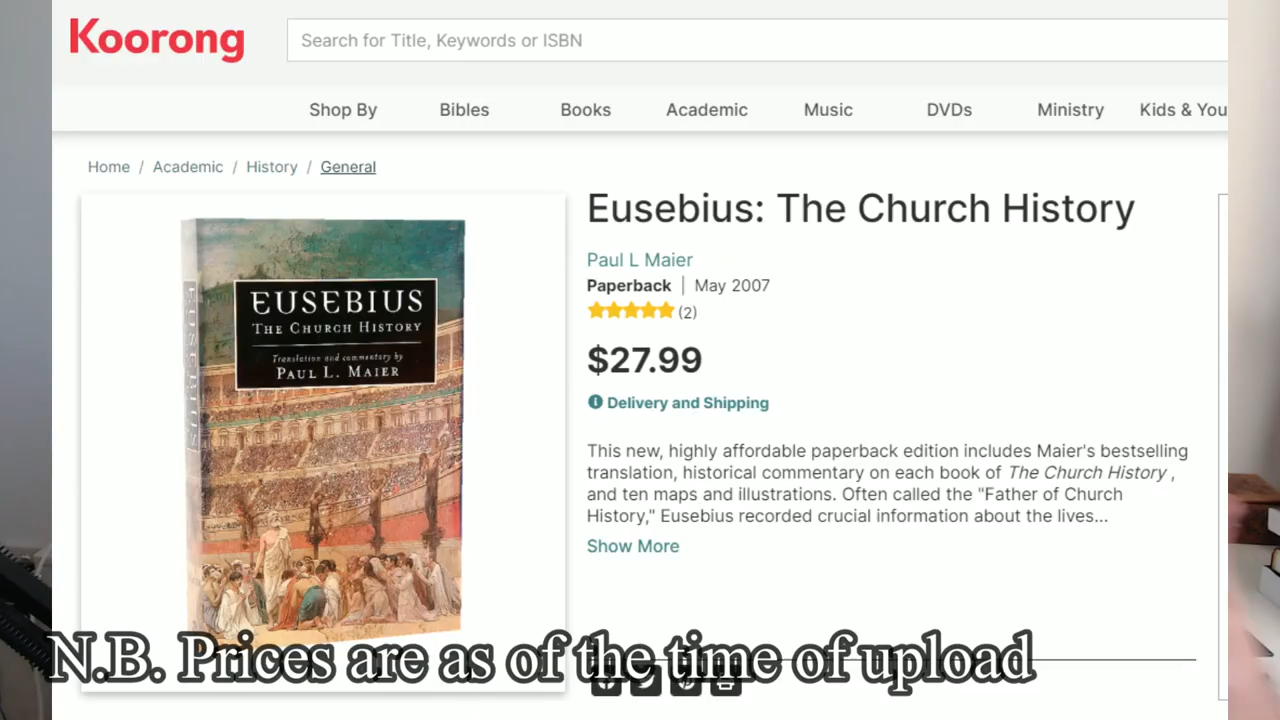 Koorong
Search for Title, Keywords or ISBN
Shop By Bibles Books Academic Music DVDs Ministry Kids & You
Home / Academic / History / General
EUSEBIUS
THE CHURCH HISTORY
Translation and commentary by
PAUL L. MAIER
EUSEBIUS
Eusebius: The Church History
Paul L Maier
Paperback | May 2007
(2)
$27.99
Delivery and Shipping
This new, highly affordable paperback edition includes Maier's bestselling
translation, historical commentary on each book of The Church History ,
and ten maps and illustrations. Often called the "Father of Church
History," Eusebius recorded crucial information about the lives...
Show More
N.B. Prices are as of the time of upload